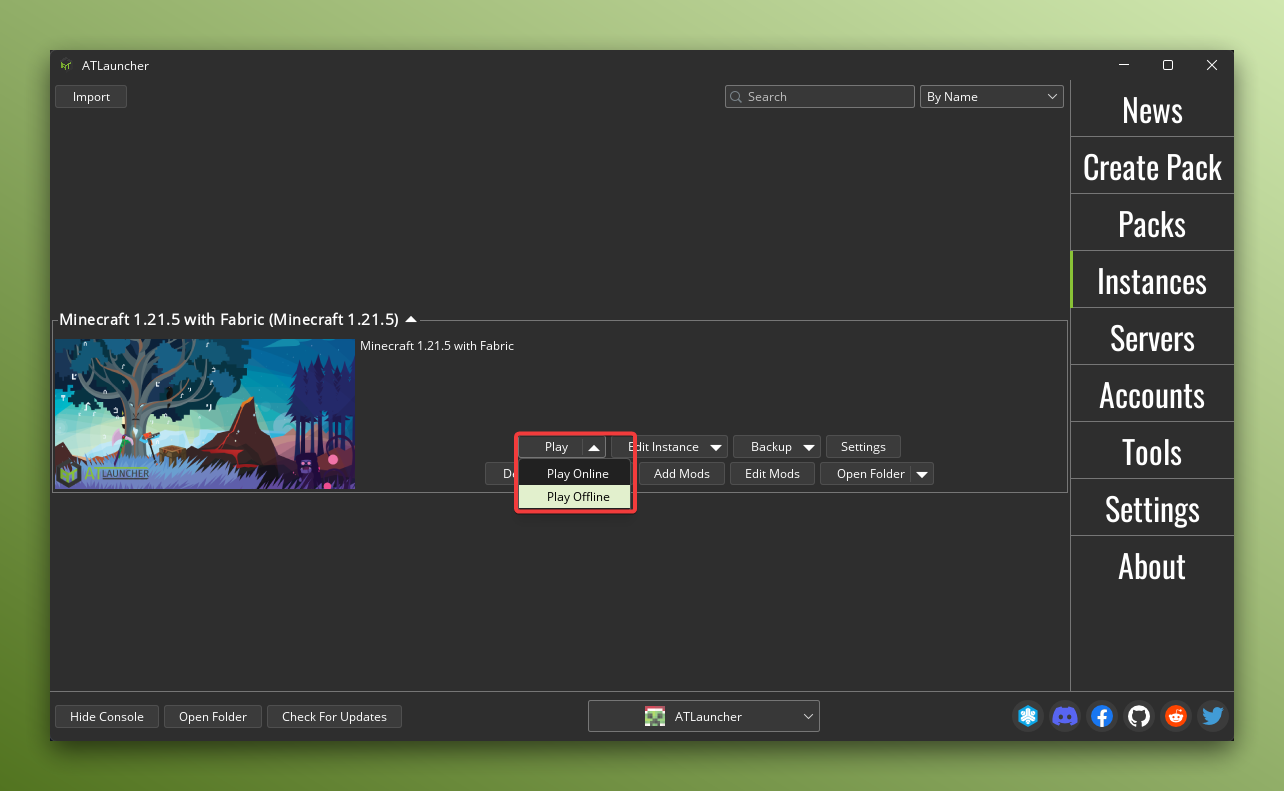 ATLauncher
Import
Search
By Name
News
Create Pack
Packs
Instances
Servers
Accounts
Tools
Settings
About
Minecraft 1.21.5 with Fabric (Minecraft 1.21.5)
Minecraft 1.21.5 with Fabric
ATLAUNCHER
Play
Edit Instance
Backup
Settings
Play Online
Add Mods
Edit Mods
Open Folder
Play Offline
Hide Console
Open Folder
Check For Updates
ATLauncher